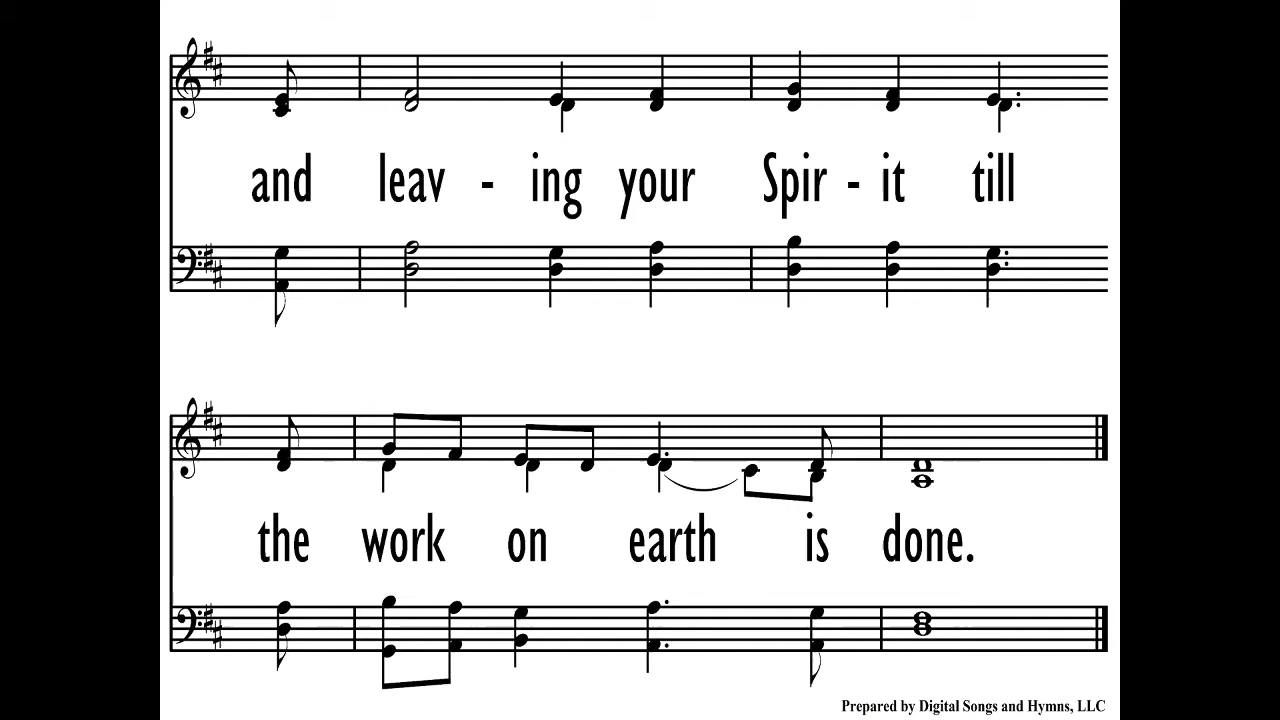 and leav - ing your Spir - it till
the work on earth is done.
Prepared by Digital Songs and Hymns, LLC